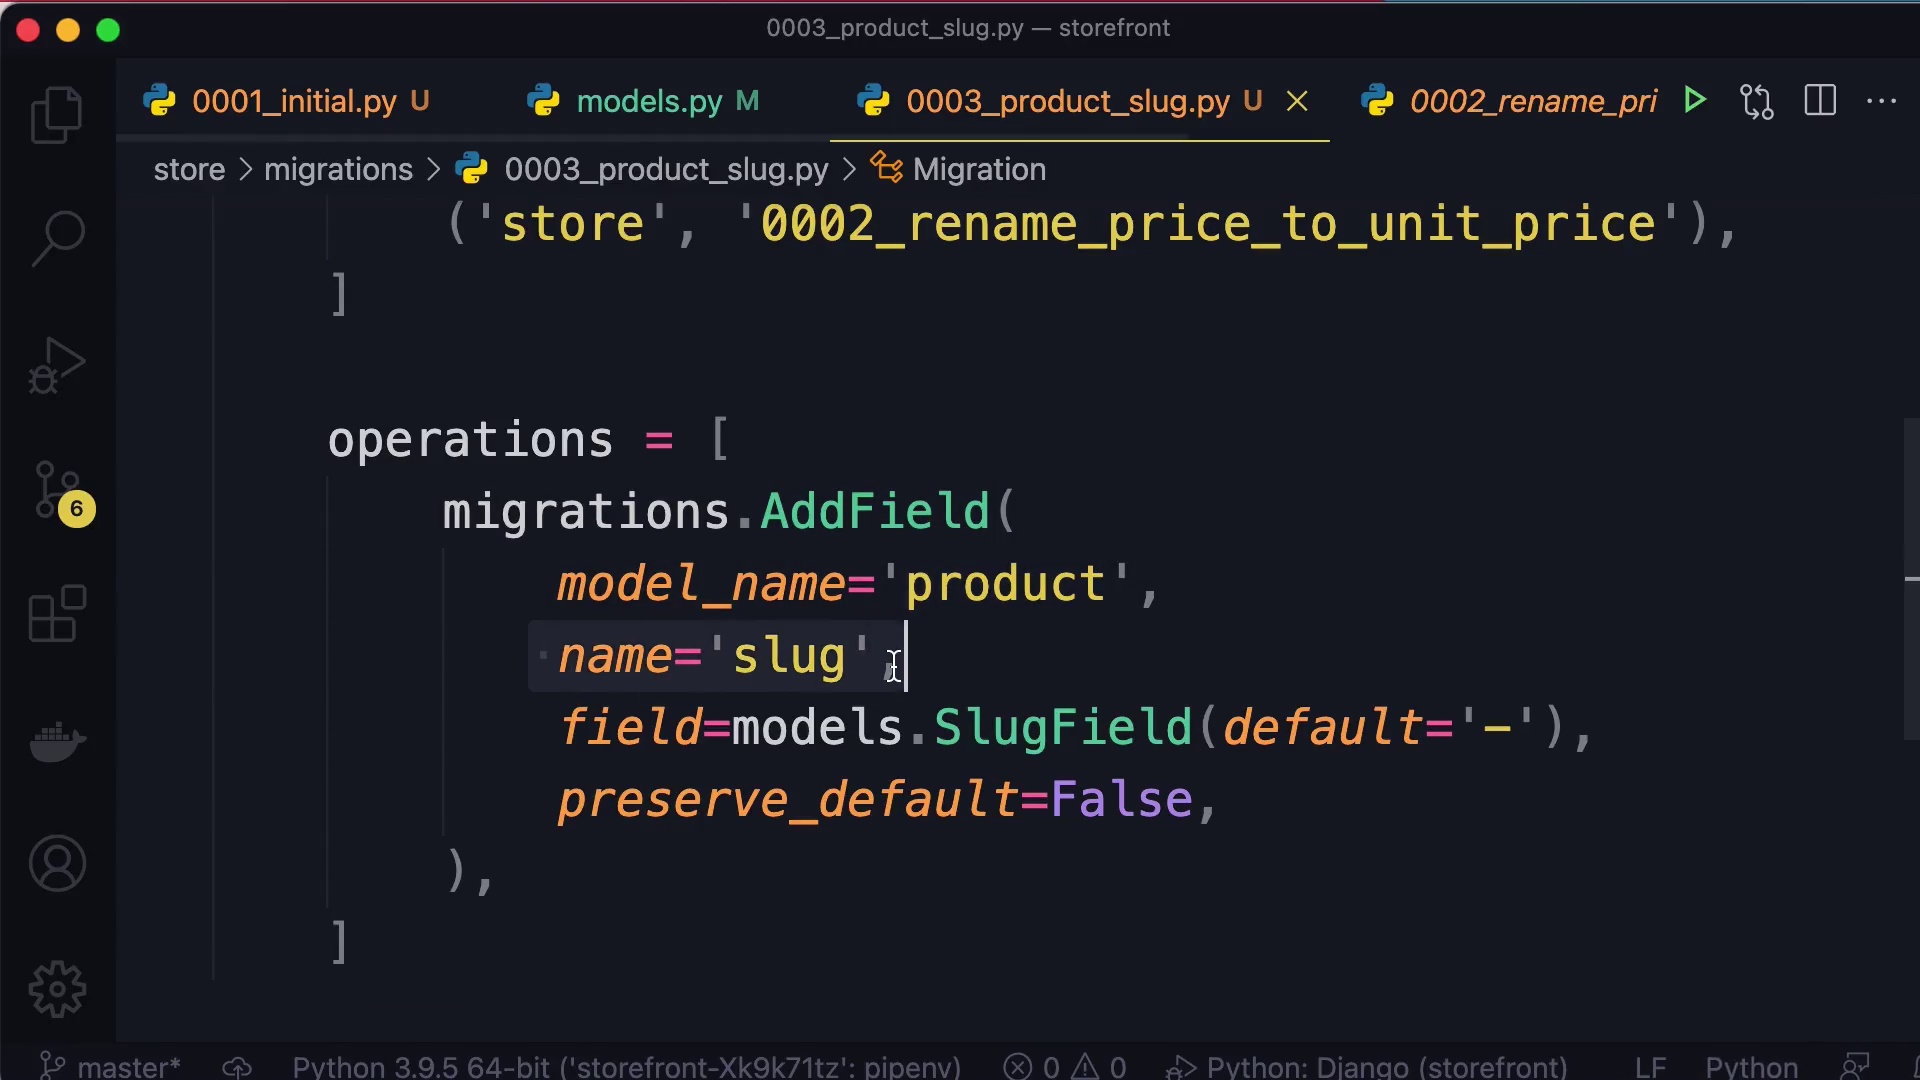 0003_product_slug.py — storefront
0001_initial.py U
models.py M
0003_product_slug.py U
0002_rename_pri
store > migrations > 0003_product_slug.py > Migration
('store', '0002_rename_price_to_unit_price'),
]
operations = [
migrations.AddField(
model_name='product',
name='slug',
field=models.SlugField(default='-'),
preserve_default=False,
),
]
6
master* Python 3.9.5 64-bit ('storefront-Xk9k71tz': pipenv) 0 0 Python: Django (storefront) LF Python